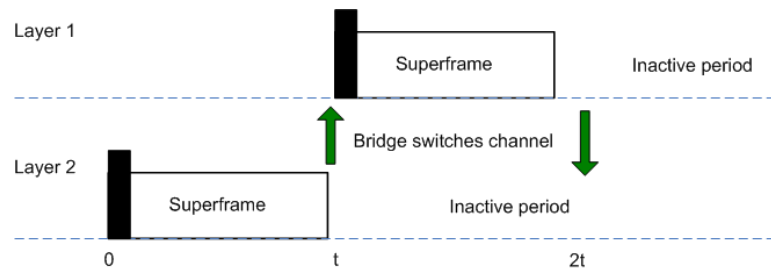 Layer 1
Superframe
Inactive period
Bridge switches channel
Layer 2
Superframe
Inactive period
0
t
2t